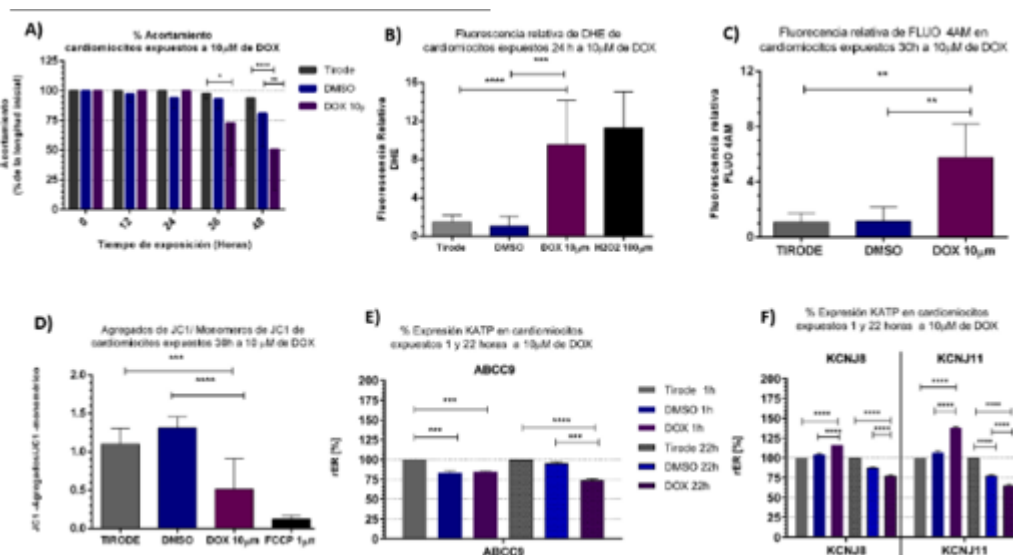 A)
% Acortamiento
cardiomiocitos expuestos a 10μM de DOX
Acortamiento
(% de la longitud inicial)
125
100
75
50
25
0
0
12
24
36
48
Tiempo de exposición (Horas)
Tirode
DMSO
DOX 10μ
*
****
**
B)
Fluorescencia relativa de DHE de
cardiomiocitos expuestos 24 h a 10μM de DOX
Fluorescencia Relativa
DHE
16
12
8
4
0
****
***
Tirode
DMSO
DOX 10μm
H2O2 100μm
C)
Fluorescencia relativa de FLUO 4AM en
cardiomiocitos expuestos 30h a 10μM de DOX
Fluorescencia relativa
FLUO 4AM
12
9
6
3
0
**
**
TIRODE
DMSO
DOX 10μm
D)
Agregados de JC1/ Monomeros de JC1 de
cardiomiocitos expuestos 30h a 10 μM de DOX
JC1 -Agregados/JC1 -monomérica
2.0
1.5
1.0
0.5
0.0
***
****
TIRODE
DMSO
DOX 10μm
FCCP 1μm
E)
% Expresión KATP en cardiomiocitos
expuestos 1 y 22 horas a 10μM de DOX
ABCC9
rER [%]
200
175
150
125
100
75
50
25
0
***
***
****
***
ABCC9
Tirode 1h
DMSO 1h
DOX 1h
Tirode 22h
DMSO 22h
DOX 22h
F)
% Expresión KATP en cardiomiocitos
expuestos 1 y 22 horas a 10μM de DOX
KCNJ8
KCNJ11
rER [%]
200
175
150
125
100
75
50
25
0
****
****
****
****
****
****
****
****
****
KCNJ8
KCNJ11